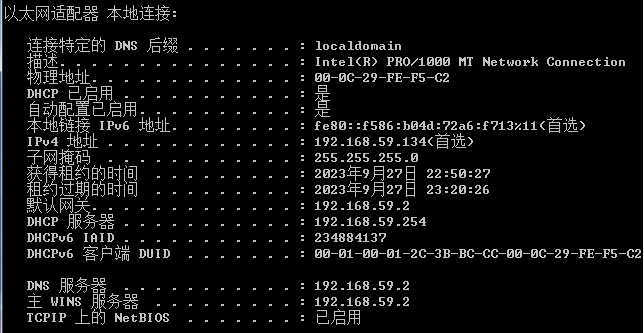 以太网适配器 本地连接:
连接特定的 DNS 后缀 . . . . . . . : localdomain
描述. . . . . . . . . . . . . . . : Intel(R) PRO/1000 MT Network Connection
物理地址. . . . . . . . . . . . . : 00-0C-29-FE-F5-C2
DHCP 已启用 . . . . . . . . . . . : 是
自动配置已启用. . . . . . . . . . : 是
本地链接 IPv6 地址. . . . . . . . : fe80::f586:b04d:72a6:f713%11(首选)
IPv4 地址 . . . . . . . . . . . . : 192.168.59.134(首选)
子网掩码 . . . . . . . . . . . . : 255.255.255.0
获得租约的时间 . . . . . . . . . : 2023年9月27日 22:50:27
租约过期的时间 . . . . . . . . . : 2023年9月27日 23:20:26
默认网关. . . . . . . . . . . . . : 192.168.59.2
DHCP 服务器 . . . . . . . . . . . : 192.168.59.254
DHCPv6 IAID . . . . . . . . . . . : 234884137
DHCPv6 客户端 DUID . . . . . . . : 00-01-00-01-2C-3B-BC-CC-00-0C-29-FE-F5-C2
DNS 服务器 . . . . . . . . . . . : 192.168.59.2
主 WINS 服务器 . . . . . . . . . : 192.168.59.2
TCPIP 上的 NetBIOS . . . . . . . : 已启用